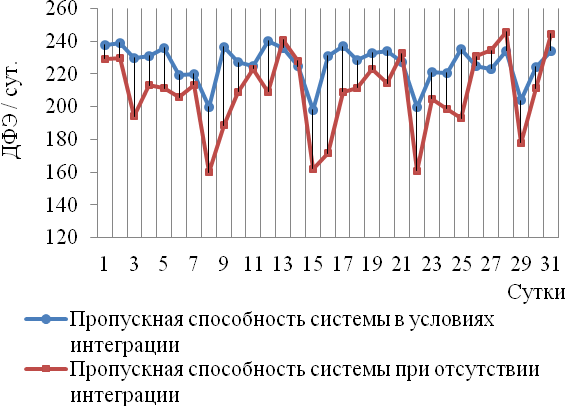 260
240
220
200
180
160
140
120
ДФЭ / сут.
1 3 5 7 9 11 13 15 17 19 21 23 25 27 29 31
Сутки
Пропускная способность системы в условиях
интеграции
Пропускная способность системы при отсутствии
интеграции